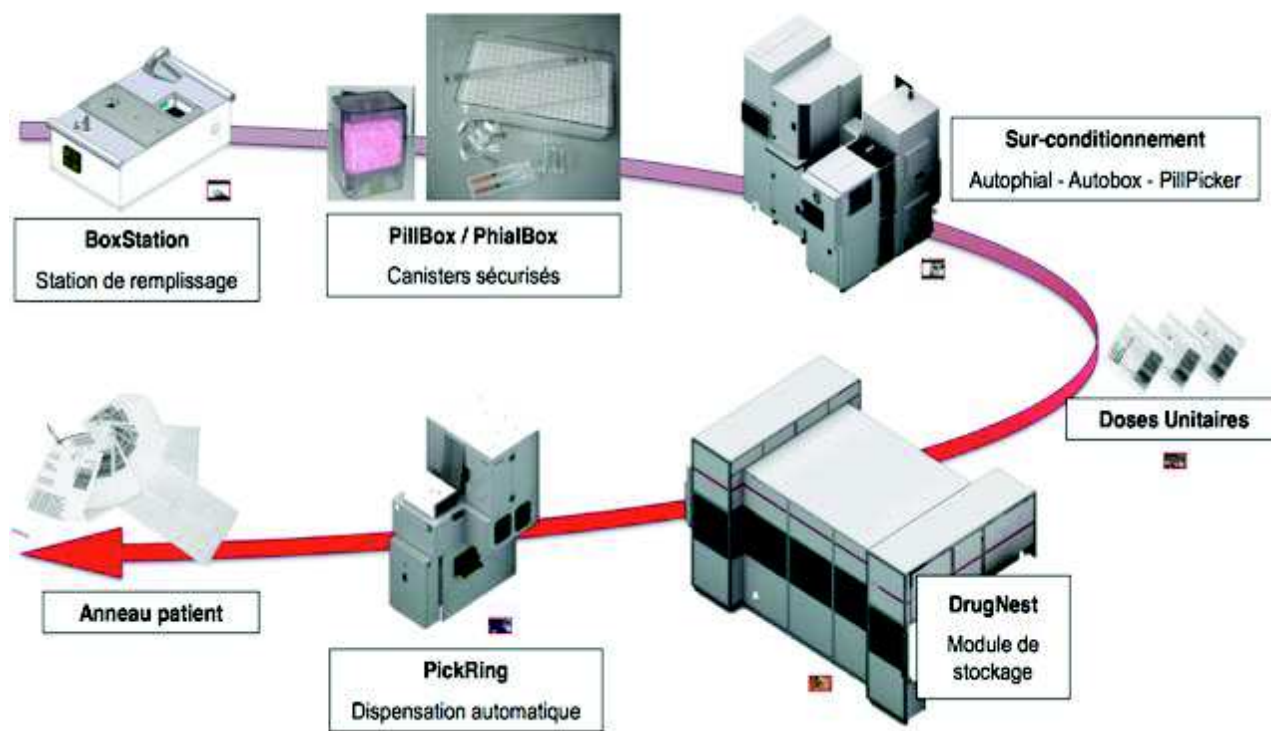 BoxStation
Station de remplissage
PillBox / PhialBox
Canisters sécurisés
Sur-conditionnement
Autophial - Autobox - PillPicker
Doses Unitaires
DrugNest
Module de
stockage
PickRing
Dispensation automatique
Anneau patient